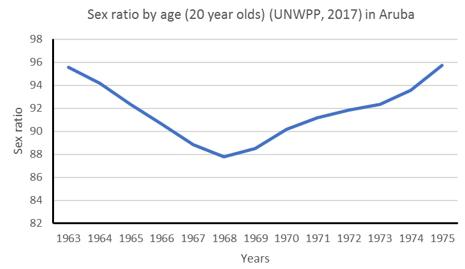 Sex ratio by age (20 year olds) (UNWPP, 2017) in Aruba
98
96
94
92
90
88
86
84
82
Sex ratio
1963 1964 1965 1966 1967 1968 1969 1970 1971 1972 1973 1974 1975
Years